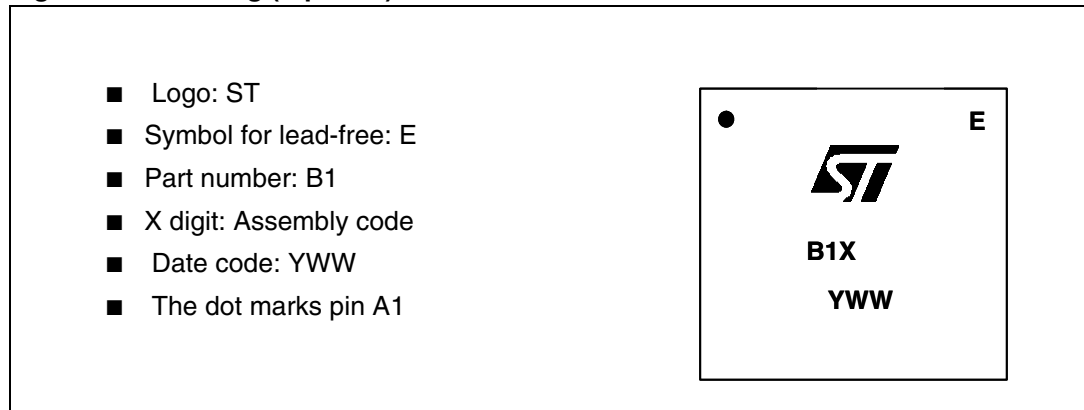 ■ Logo: ST
■ Symbol for lead-free: E
■ Part number: B1
■ X digit: Assembly code
■ Date code: YWW
■ The dot marks pin A1
E
ST
B1X
YWW